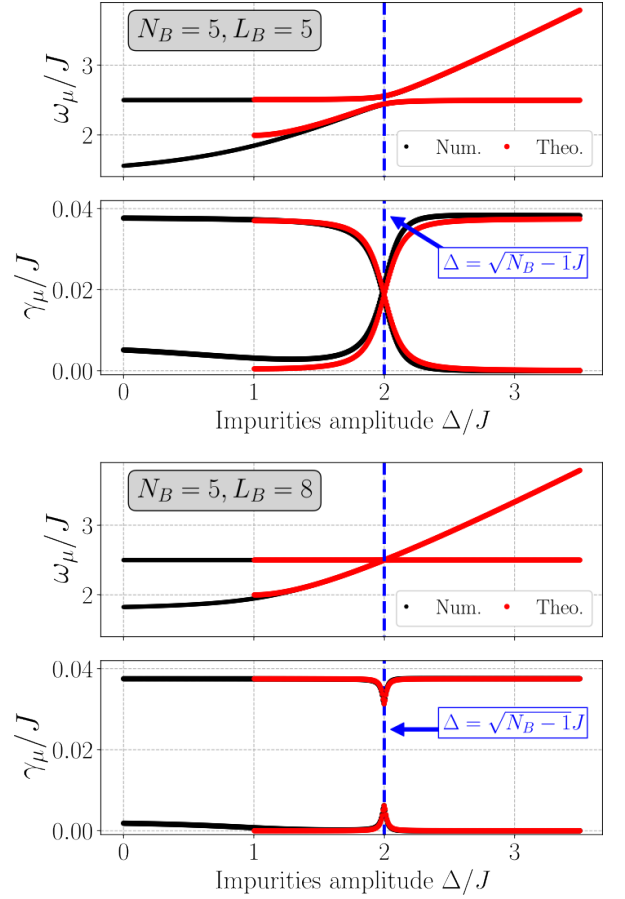 N_B = 5, L_B = 5
ω_μ/J
3
2
Num.
Theo.
γ_μ/J
0.04
0.02
0.00
Δ = √N_B − 1J
0
1
2
3
Impurities amplitude Δ/J
N_B = 5, L_B = 8
ω_μ/J
3
2
Num.
Theo.
γ_μ/J
0.04
0.02
0.00
Δ = √N_B − 1J
0
1
2
3
Impurities amplitude Δ/J